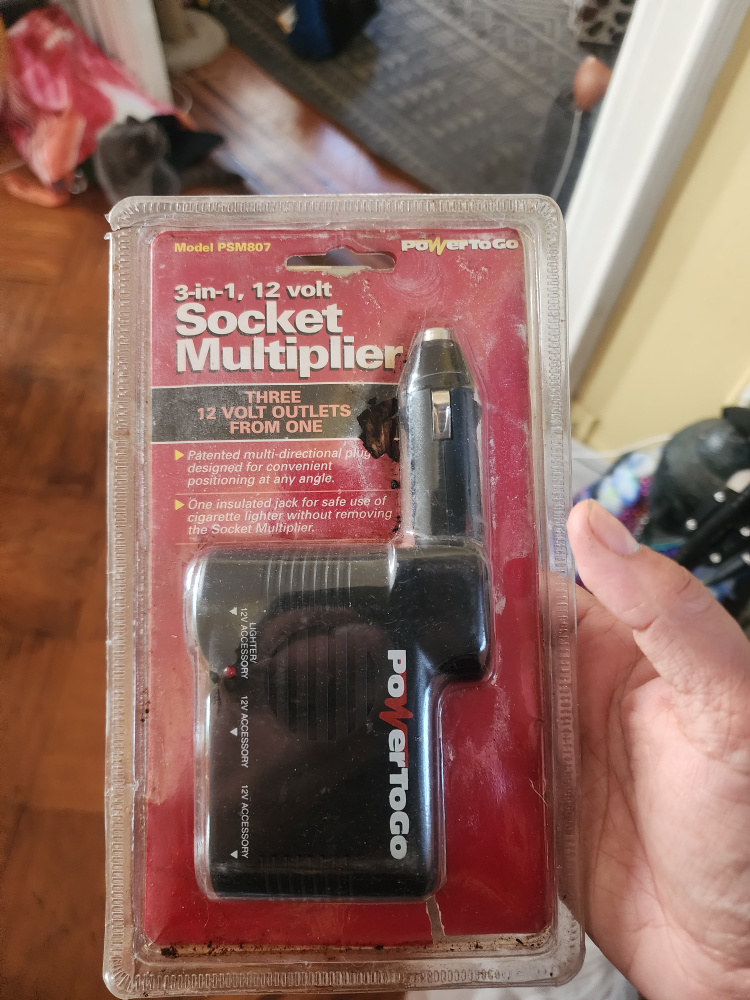 Model PSM807
PoWerToGo
3-in-1, 12 volt
Socket
Multiplier
THREE
12 VOLT OUTLETS
FROM ONE
Patented multi-directional plug
designed for convenient
positioning at any angle.
One insulated jack for safe use of
cigarette lighter without removing
the Socket Multiplier.
LIGHTER/
12V ACCESSORY
12V ACCESSORY
12V ACCESSORY
PoWerToGo